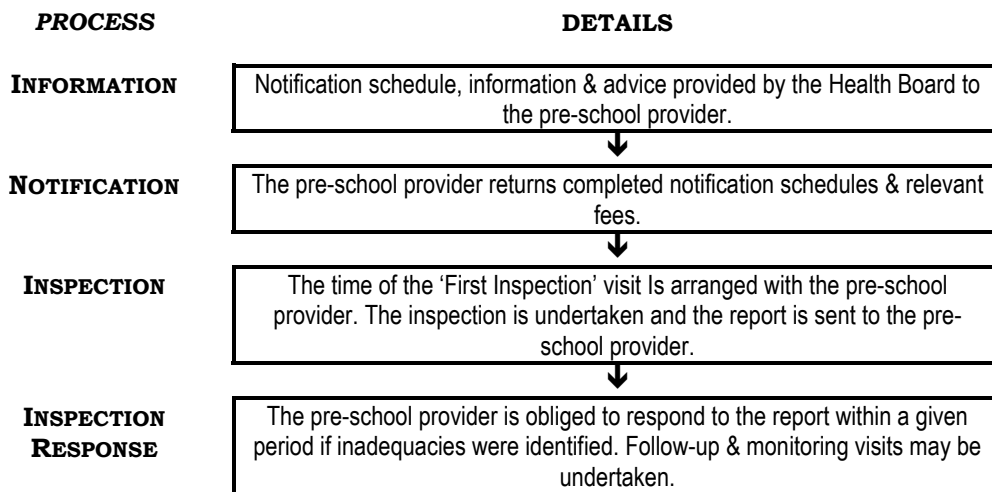 PROCESS DETAILS
INFORMATION Notification schedule, information & advice provided by the Health Board to
the pre-school provider.
NOTIFICATION The pre-school provider returns completed notification schedules & relevant
fees.
INSPECTION The time of the ‘First Inspection’ visit Is arranged with the pre-school
provider. The inspection is undertaken and the report is sent to the pre-
school provider.
INSPECTION
RESPONSE
The pre-school provider is obliged to respond to the report within a given
period if inadequacies were identified. Follow-up & monitoring visits may be
undertaken.